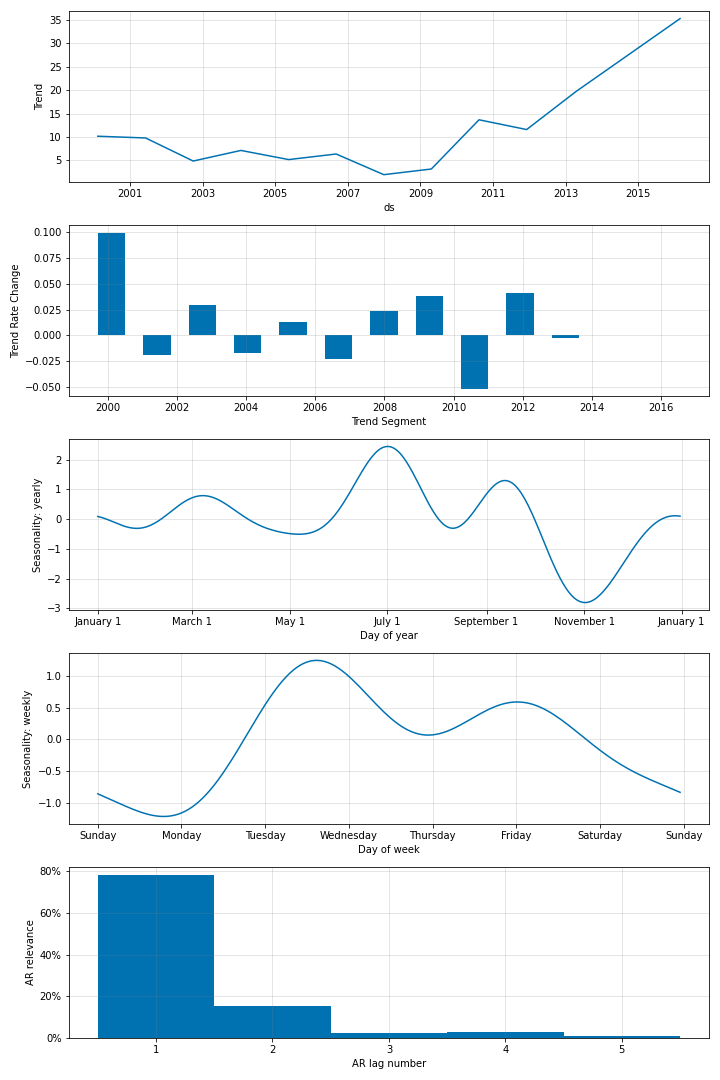 35
30
25
20
15
10
5
Trend
2001 2003 2005 2007 2009 2011 2013 2015
ds
0.100
0.075
0.050
0.025
0.000
−0.025
−0.050
Trend Rate Change
2000 2002 2004 2006 2008 2010 2012 2014 2016
Trend Segment
2
1
0
−1
−2
−3
Seasonality: yearly
January 1 March 1 May 1 July 1 September 1 November 1 January 1
Day of year
1.0
0.5
0.0
−0.5
−1.0
Seasonality: weekly
Sunday Monday Tuesday Wednesday Thursday Friday Saturday Sunday
Day of week
80%
60%
40%
20%
0%
AR relevance
1 2 3 4 5
AR lag number